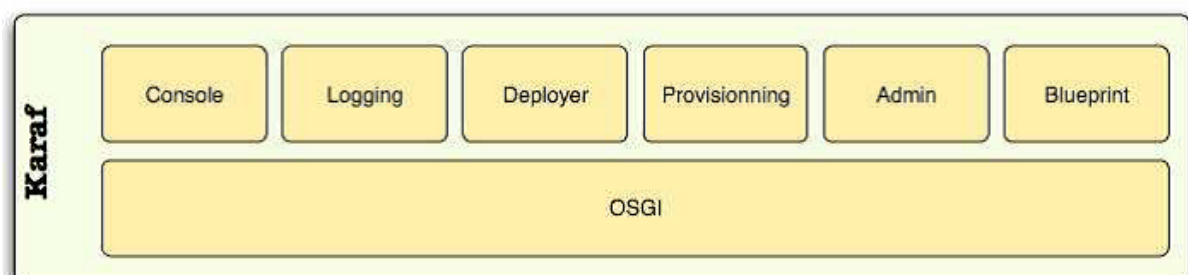 Karaf
Console
Logging
Deployer
Provisionning
Admin
Blueprint
OSGI